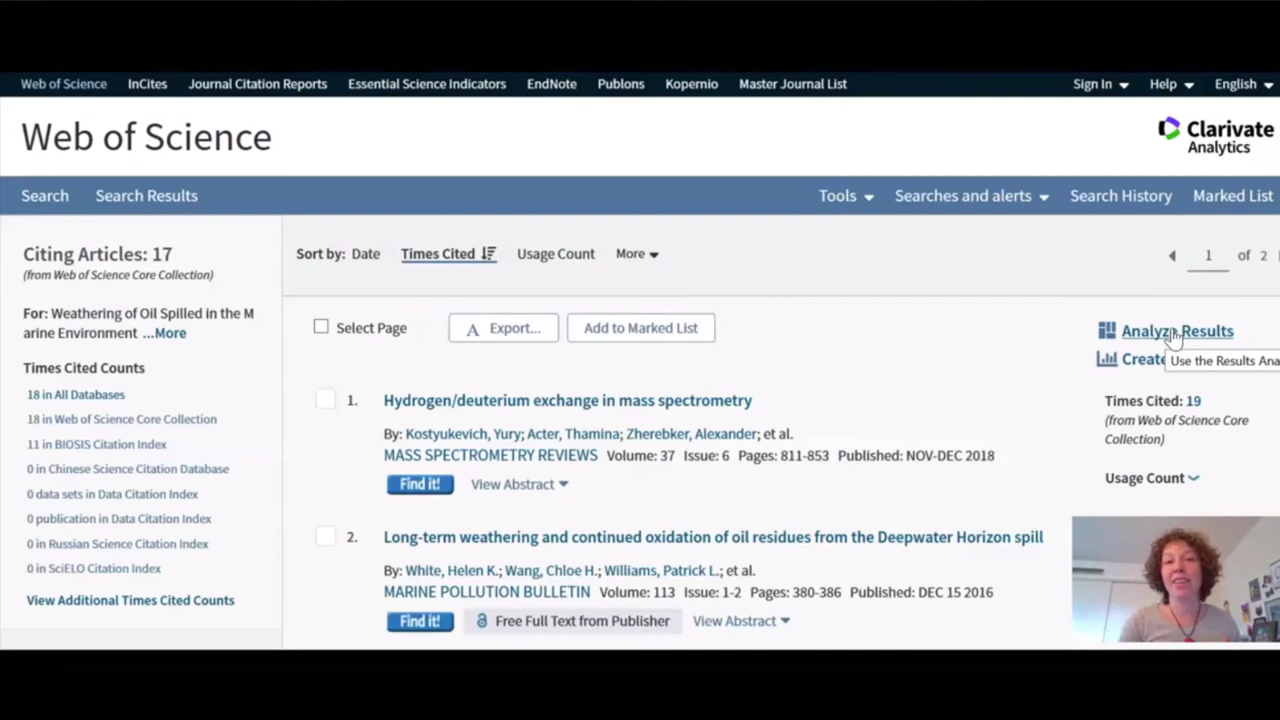 Web of Science InCites Journal Citation Reports Essential Science Indicators EndNote Publons Kopernio Master Journal List Sign In Help English
Web of Science
Clarivate
Analytics
Search Search Results Tools Searches and alerts Search History Marked List
Citing Articles: 17
(from Web of Science Core Collection)
For: Weathering of Oil Spilled in the M
arine Environment ...More
Times Cited Counts
18 in All Databases
18 in Web of Science Core Collection
11 in BIOSIS Citation Index
0 in Chinese Science Citation Database
0 data sets in Data Citation Index
0 publication in Data Citation Index
0 in Russian Science Citation Index
0 in SciELO Citation Index
View Additional Times Cited Counts
Sort by: Date Times Cited Usage Count More
1 of 2
Select Page A Export... Add to Marked List
Analyze Results
Create
Use the Results Ana
1. Hydrogen/deuterium exchange in mass spectrometry
By: Kostyukevich, Yury; Acter, Thamina; Zherebker, Alexander; et al.
MASS SPECTROMETRY REVIEWS Volume: 37 Issue: 6 Pages: 811-853 Published: NOV-DEC 2018
Find it! View Abstract
Times Cited: 19
(from Web of Science Core
Collection)
Usage Count
2. Long-term weathering and continued oxidation of oil residues from the Deepwater Horizon spill
By: White, Helen K.; Wang, Chloe H.; Williams, Patrick L.; et al.
MARINE POLLUTION BULLETIN Volume: 113 Issue: 1-2 Pages: 380-386 Published: DEC 15 2016
Find it! Free Full Text from Publisher View Abstract